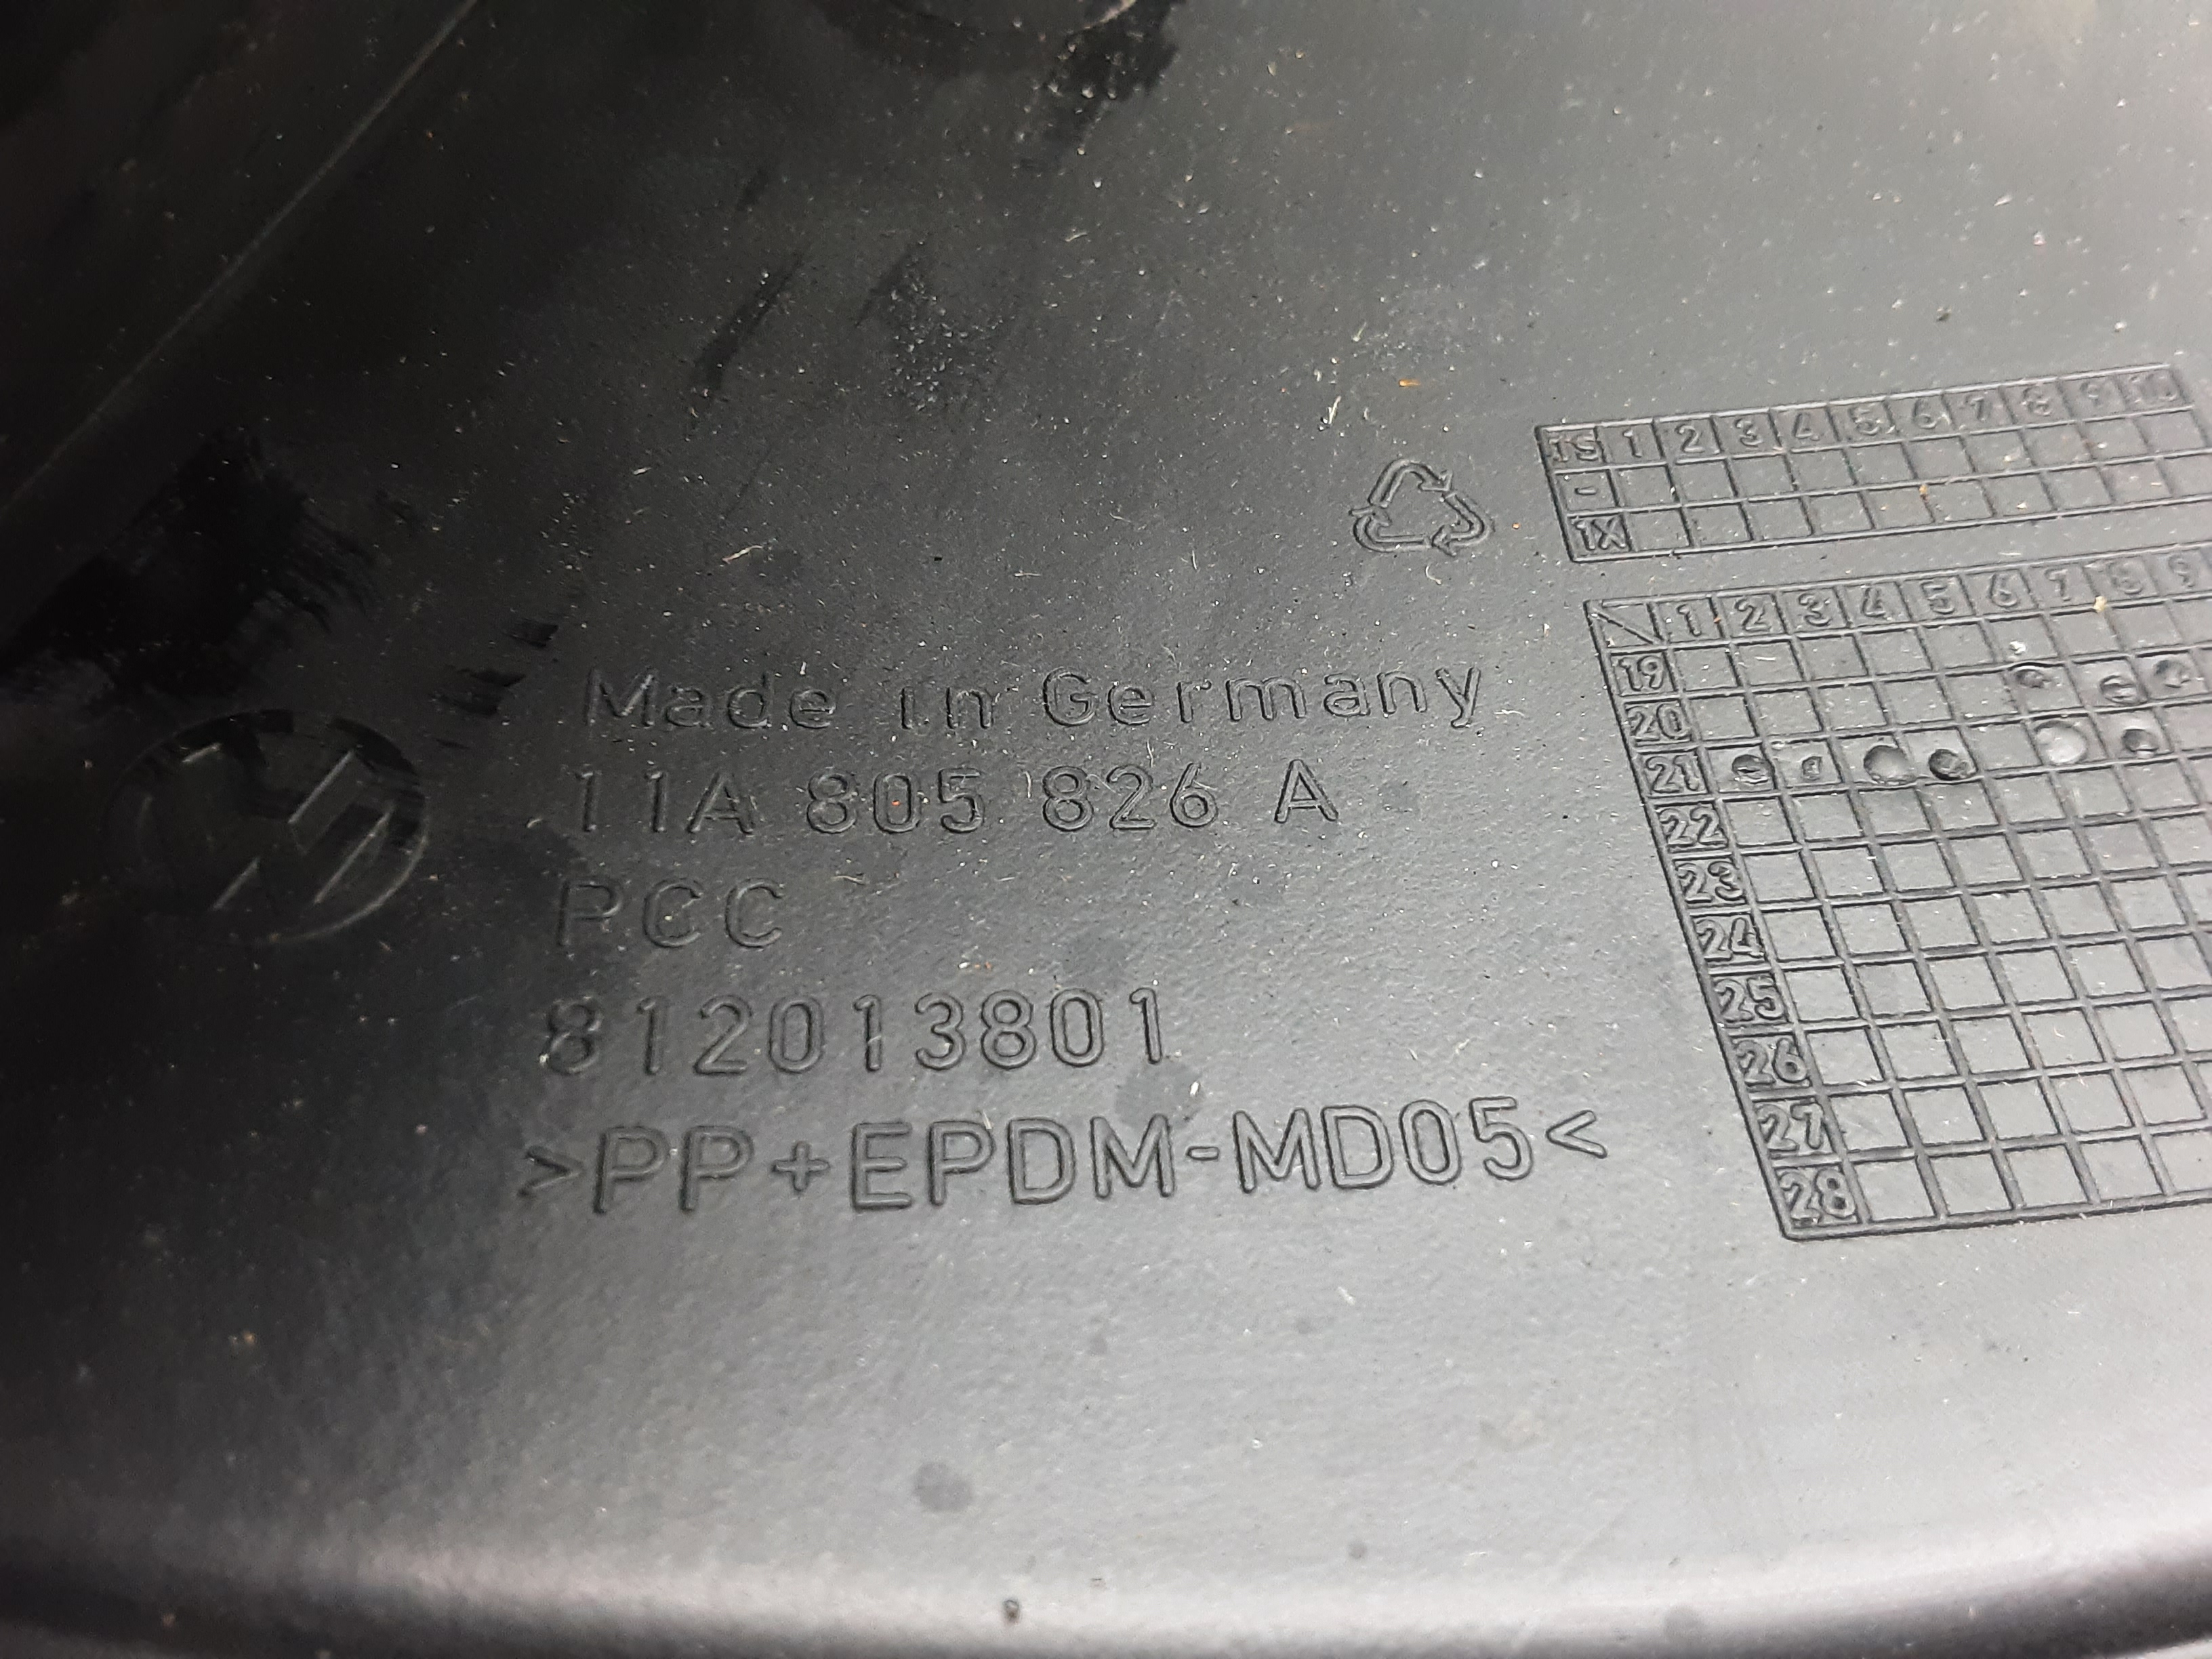 TS 1 2 3 4 5 6 7 8 9 10
-
1X
1 2 3 4 5 6 7 8 9
19
20
21
22
23
24
25
26
27
28
Made in Germany
11A 805 826 A
PCC
812013801
>PP+EPDM-MD05<